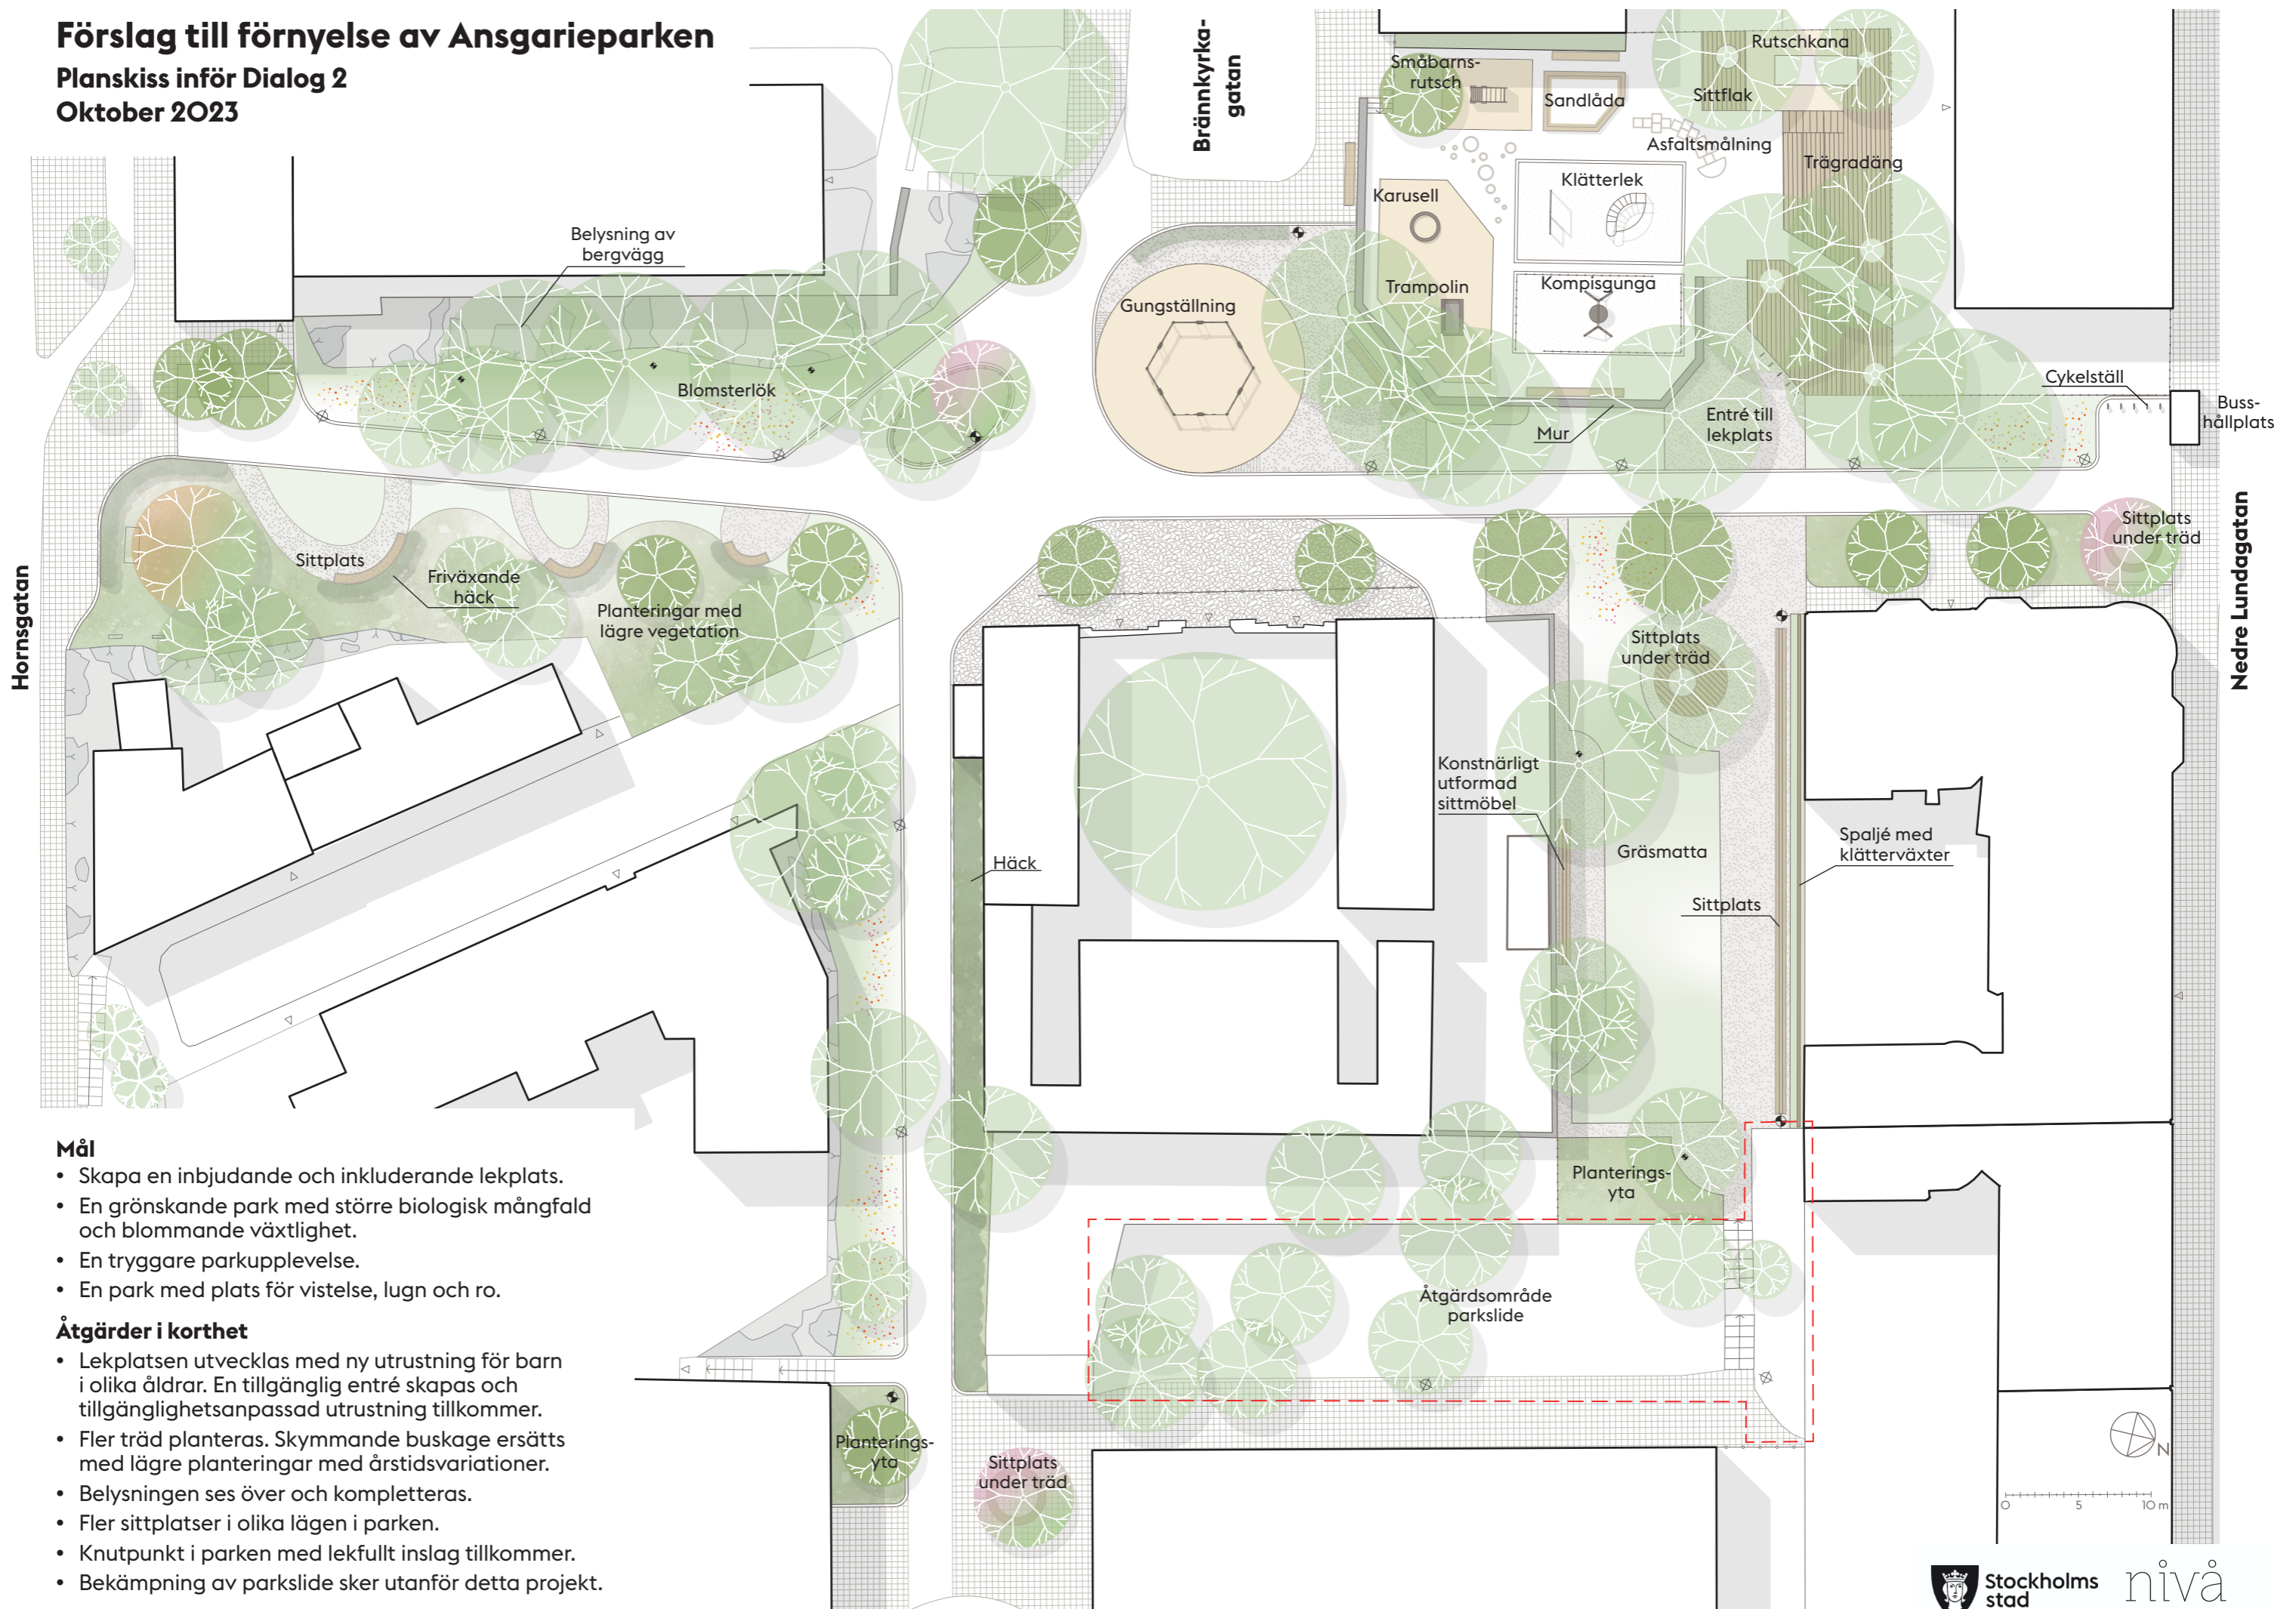 Förslag till förnyelse av Ansgarieparken
Planskiss inför Dialog 2
Oktober 2023
Brännkyrka-
gatan
Småbarns-
rutsch
Sandlåda
Rutschkana
Sittflak
Asfaltsmålning
Trägradäng
Klätterlek
Karusell
Trampolin
Kompisgunga
Gungställning
Belysning av
bergvägg
Blomsterlök
Mur
Entré till
lekplats
Cykelställ
Buss-
hållplats
Hornsgatan
Nedre Lundagatan
Sittplats
Friväxande
häck
Planteringar med
lägre vegetation
Sittplats
under träd
Sittplats
under träd
Konstnärligt
utformad
sittmöbel
Häck
Gräsmatta
Spaljé med
klätterväxter
Sittplats
Planterings-
yta
Åtgärdsområde
parkslide
Planterings-
yta
Sittplats
under träd
Mål
• Skapa en inbjudande och inkluderande lekplats.
• En grönskande park med större biologisk mångfald
och blommande växtlighet.
• En tryggare parkupplevelse.
• En park med plats för vistelse, lugn och ro.
Åtgärder i korthet
• Lekplatsen utvecklas med ny utrustning för barn
i olika åldrar. En tillgänglig entré skapas och
tillgänglighetsanpassad utrustning tillkommer.
• Fler träd planteras. Skymmande buskage ersätts
med lägre planteringar med årstidsvariationer.
• Belysningen ses över och kompletteras.
• Fler sittplatser i olika lägen i parken.
• Knutpunkt i parken med lekfullt inslag tillkommer.
• Bekämpning av parkslide sker utanför detta projekt.
N
0 5 10 m
Stockholms
stad
nivå